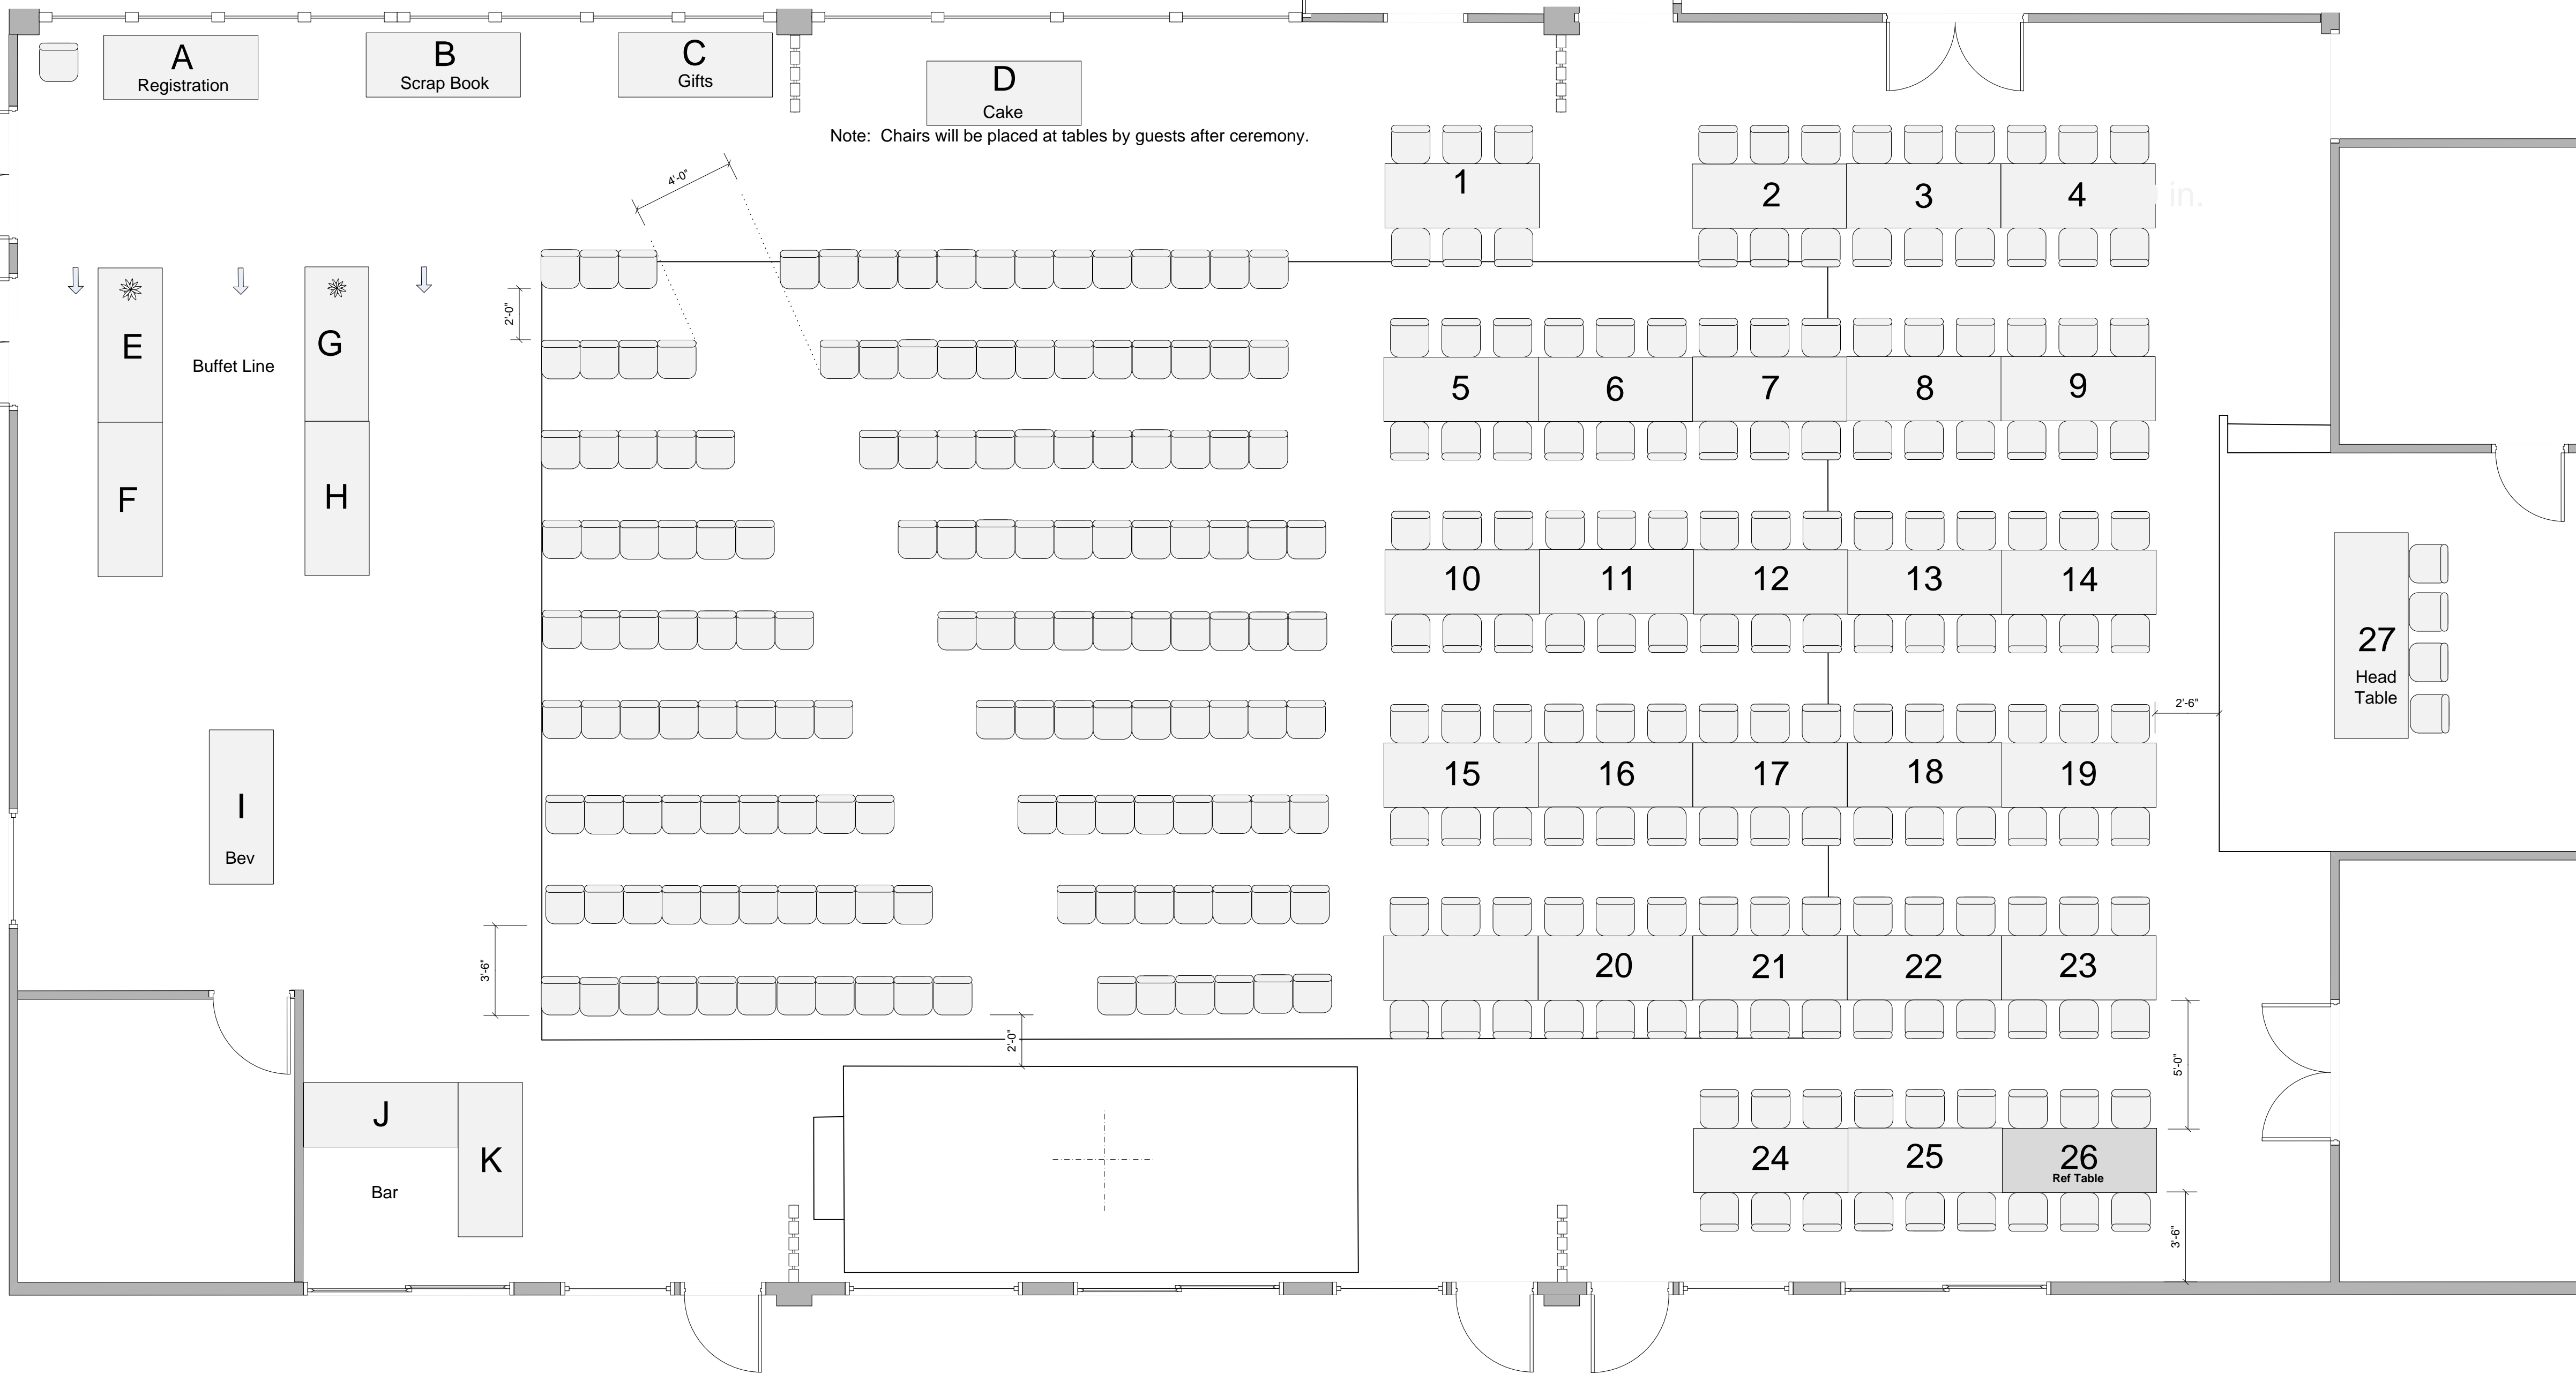 A
Registration
B
Scrap Book
C
Gifts
D
Cake
Note:  Chairs will be placed at tables by guests after ceremony.
4'-0"
1
2
3
4
in.
2'-0"
E
Buffet Line
G
F
H
5
6
7
8
9
10
11
12
13
14
27
Head
Table
2'-6"
15
16
17
18
19
I
Bev
3'-6"
20
21
22
23
2'-0"
5'-0"
J
K
Bar
24
25
26
Ref Table
3'-6"